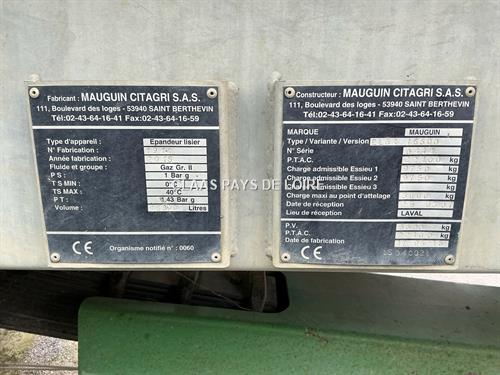 Fabricant : MAUGUIN CITAGRI S.A.S.
111, Boulevard des loges - 53940 SAINT BERTHEVIN
Tél:02-43-64-16-41 Fax:02-43-64-16-59
Type d'appareil : Epandeur lisier
N° Fabrication :
Année fabrication :
Fluide et groupe : Gaz Gr. II
P S : 1 Bar g
T S MIN : 0°C
TS MAX : 40°C
P T : 1.43 Bar g
Volume : Litres
CE Organisme notifié n° : 0060
Constructeur : MAUGUIN CITAGRI S.A.S.
111, Boulevard des loges - 53940 SAINT BERTHEVIN
Tél:02-43-64-16-41 Fax:02-43-64-16-59
MARQUE MAUGUIN
Type / Variante / Version
N° Série
P.T.A.C. kg
Charge admissible Essieu 1 kg
Charge admissible Essieu 2 kg
Charge admissible Essieu 3 kg
Charge maxi au point d'attelage kg
Date de réception
Lieu de réception LAVAL
P.V. kg
P.T.A.C. kg
Date de fabrication
CE
LAAS PAYS DE LOIRE